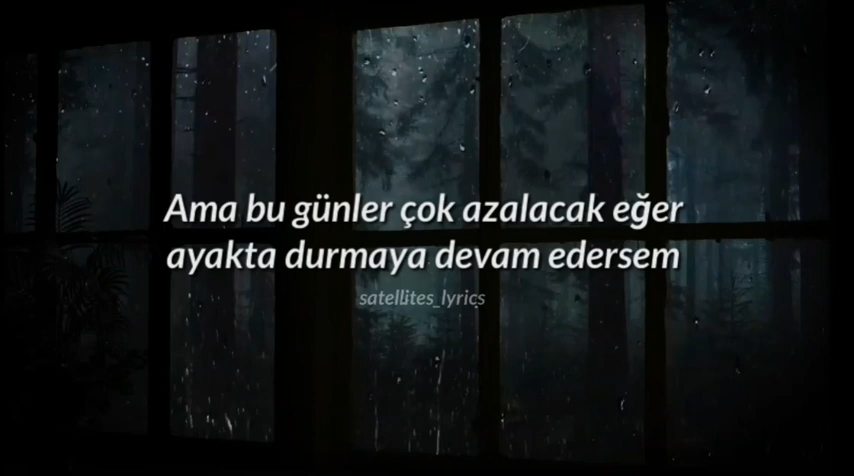 Ama bu günler çok azalacak eğer
ayakta durmaya devam edersem
satellites_lyrics